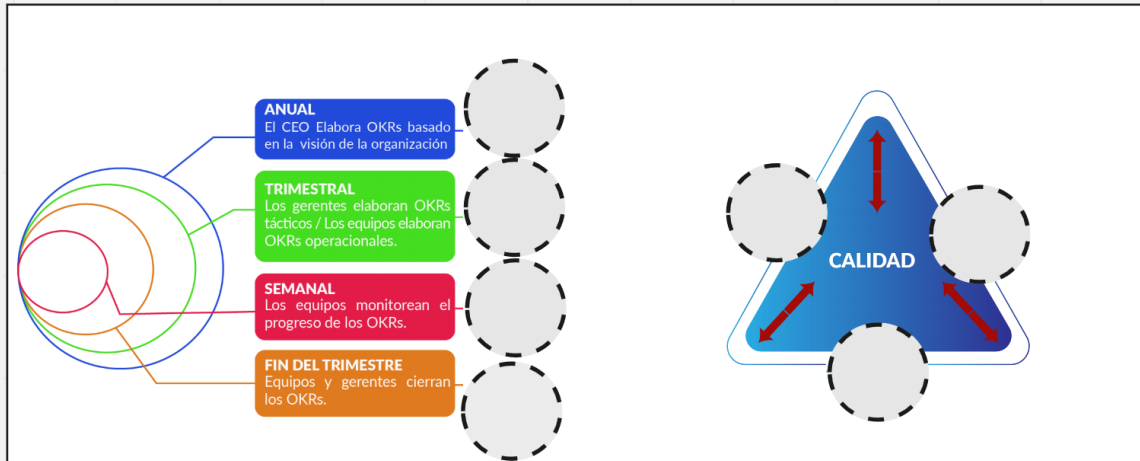 ANUAL
El CEO Elabora OKRs basado
en la visión de la organización
TRIMESTRAL
Los gerentes elaboran OKRs
tácticos / Los equipos elaboran
OKRs operacionales.
SEMANAL
Los equipos monitorean el
progreso de los OKRs.
FIN DEL TRIMESTRE
Equipos y gerentes cierran
los OKRs.
CALIDAD